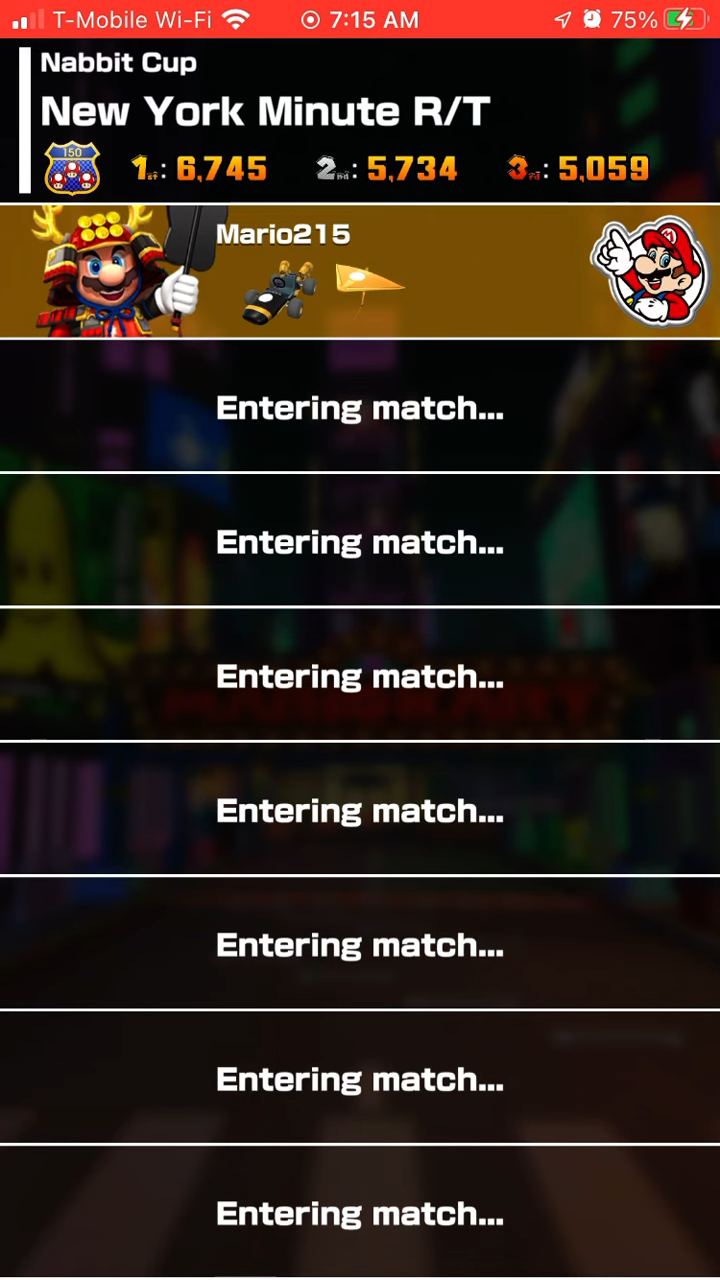 T-Mobile Wi-Fi 7:15 AM 75%
Nabbit Cup
New York Minute R/T
150 1st: 6,745 2nd: 5,734 3rd: 5,059
Mario215
Entering match...
Entering match...
Entering match...
Entering match...
Entering match...
Entering match...
Entering match...